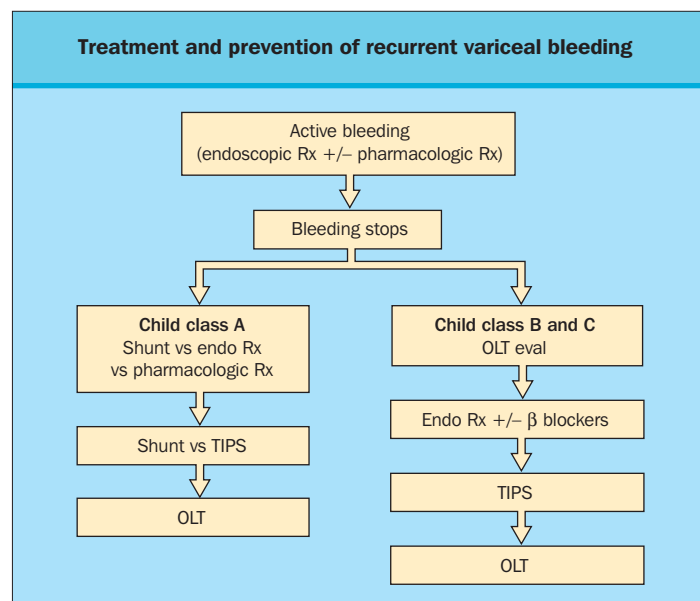 Treatment and prevention of recurrent variceal bleeding
Active bleeding
(endoscopic Rx +/– pharmacologic Rx)
Bleeding stops
Child class A
Shunt vs endo Rx
vs pharmacologic Rx
Shunt vs TIPS
OLT
Child class B and C
OLT eval
Endo Rx +/– β blockers
TIPS
OLT